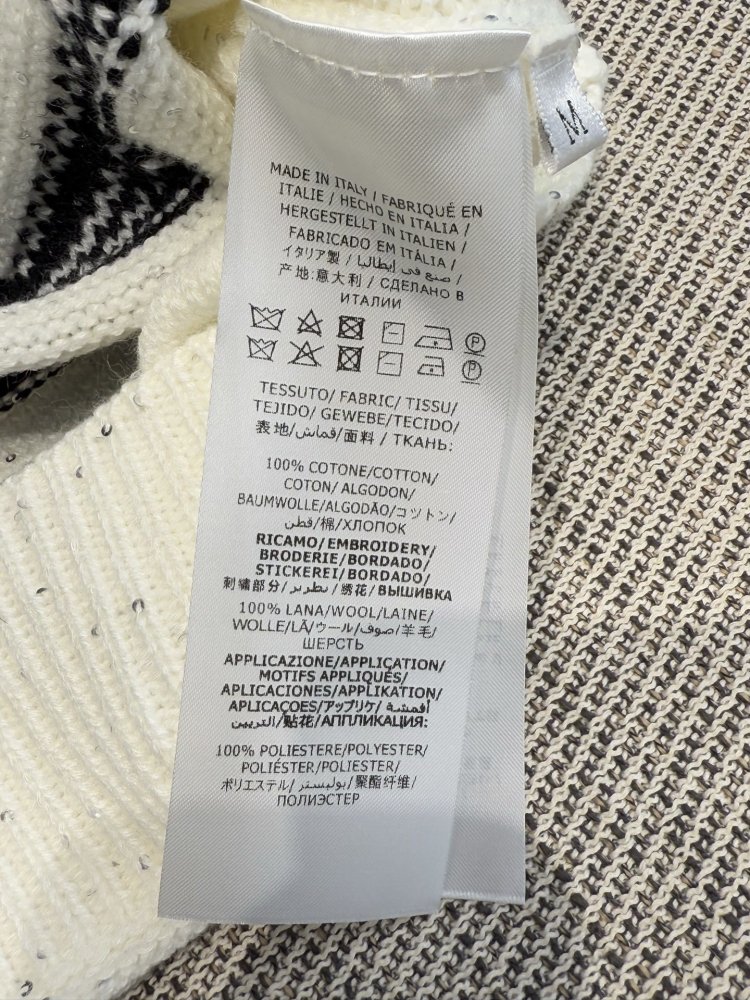 M
MADE IN ITALY / FABRIQUÉ EN
ITALIE / HECHO EN ITALIA /
HERGESTELLT IN ITALIEN /
FABRICADO EM ITÁLIA /
イタリア製 / صنع في إيطاليا /
产地:意大利 / СДЕЛАНО В
ИТАЛИИ
P
P
TESSUTO/ FABRIC/ TISSU/
TEJIDO/ GEWEBE/TECIDO/
表地/قماش/面料 / ТКАНЬ:
100% COTONE/COTTON/
COTON/ ALGODON/
BAUMWOLLE/ALGODÃO/コットン/
قطن/棉/ХЛОПОК
RICAMO/ EMBROIDERY/
BRODERIE/BORDADO/
STICKEREI/BORDADO/
刺繍部分/ تطريز/ 绣花/ ВЫШИВКА
100% LANA/WOOL/LAINE/
WOLLE/LÃ/ウール/صوف/羊毛/
ШЕРСТЬ
APPLICAZIONE/APPLICATION/
MOTIFS APPLIQUÉS/
APLICACIONES/APPLIKATION/
APLICAÇOES/アップリケ/ أقمشة
التزيين/贴花/АППЛИКАЦИЯ:
100% POLIESTERE/POLYESTER/
POLIÉSTER/POLIESTER/
ポリエステル/بوليستر/聚酯纤维/
ПОЛИЭСТЕР